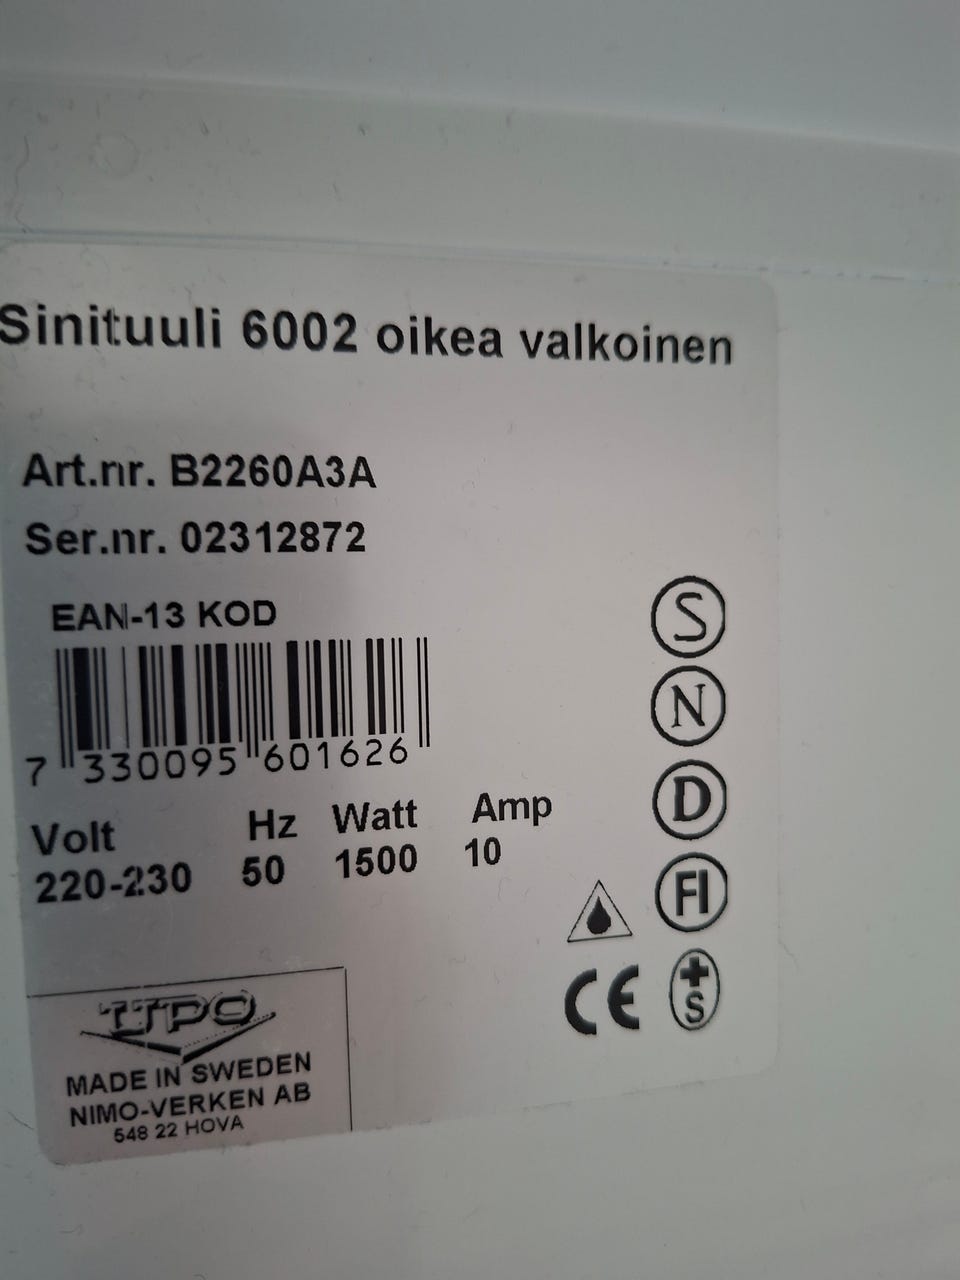 Sinituuli 6002 oikea valkoinen
Art.nr. B2260A3A
Ser.nr. 02312872
EAN-13 KOD
7 330095 601626
Volt Hz Watt Amp
220-230 50 1500 10
S
N
D
FI
CE
+S
MADE IN SWEDEN
NIMO-VERKEN AB
548 22 HOVA